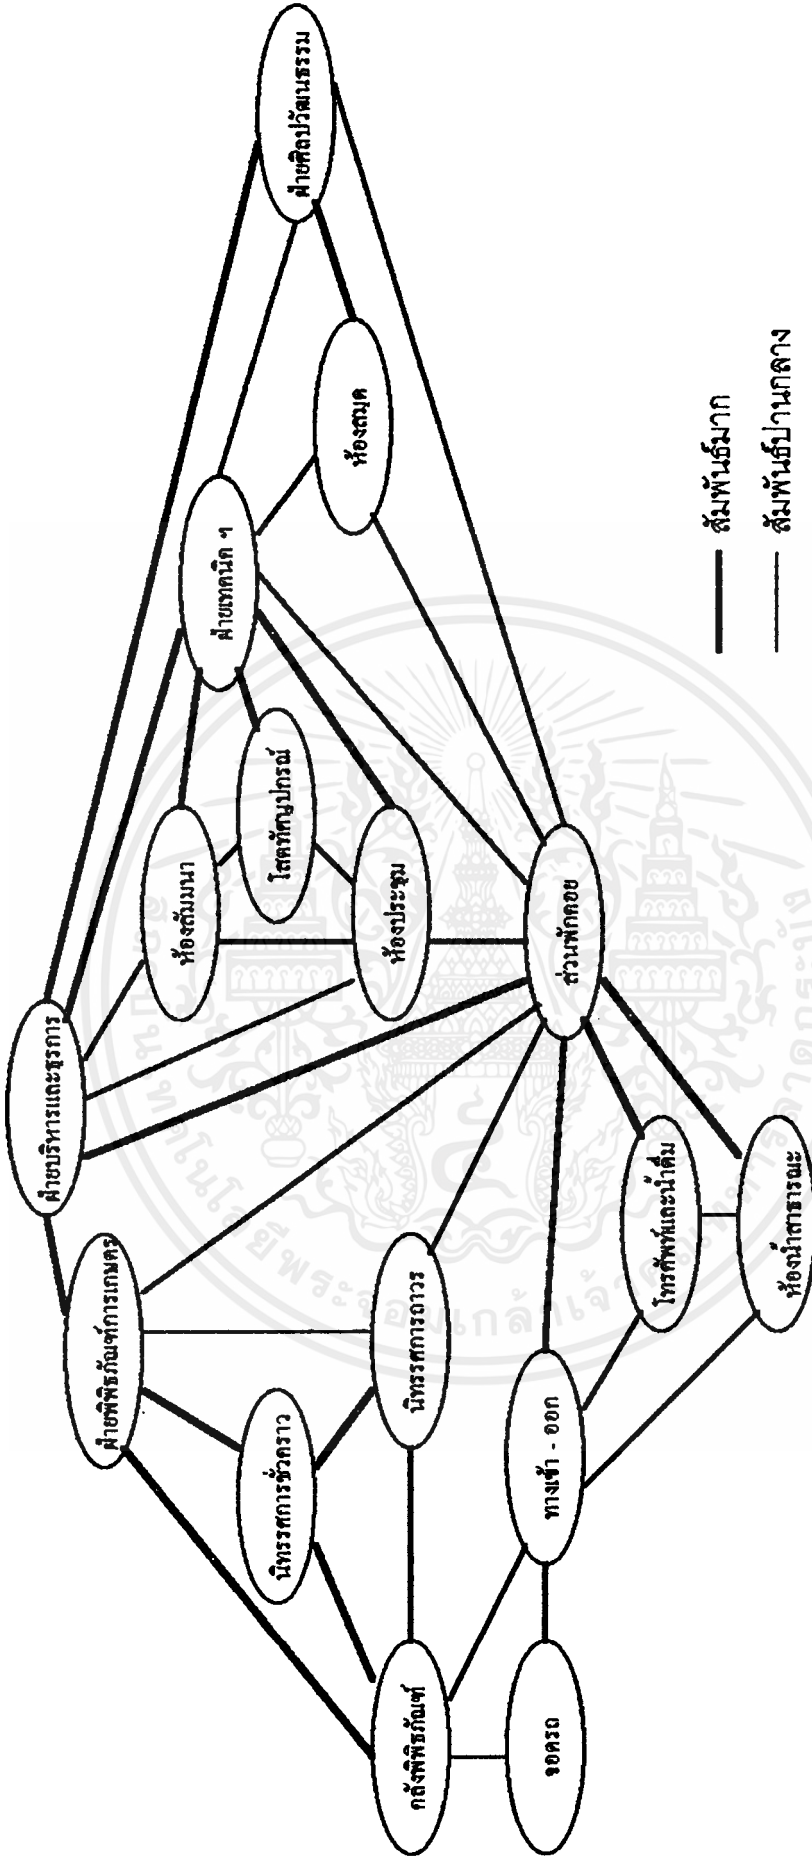 ฝ่ายบริหารและธุรการ
ฝ่ายพิพิธภัณฑ์การเกษตร
ฝ่ายศิลปวัฒนธรรม
ฝ่ายเทคนิค ฯ
ห้องสมุด
ห้องสัมมนา
โสตทัศนูปกรณ์
ห้องประชุม
นิทรรศการชั่วคราว
นิทรรศการถาวร
คลังพิพิธภัณฑ์
ส่วนพักคอย
ทางเข้า - ออก
จอดรถ
โทรศัพท์และน้ำดื่ม
ห้องน้ำสาธารณะ
สัมพันธ์มาก
สัมพันธ์ปานกลาง